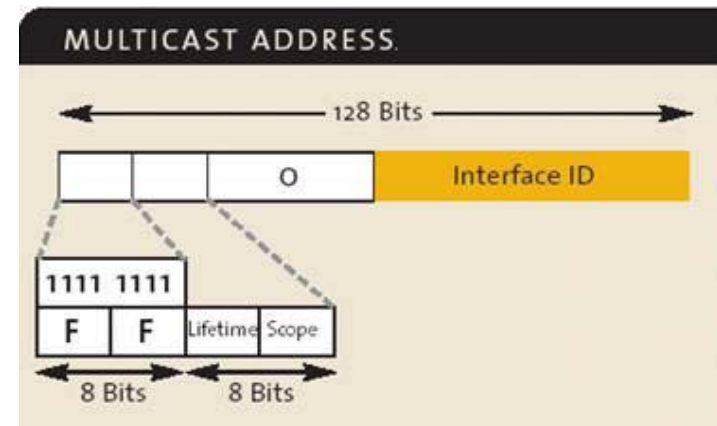 MULTICAST ADDRESS.
128 Bits
0 Interface ID
1111 1111
F F Lifetime Scope
8 Bits 8 Bits